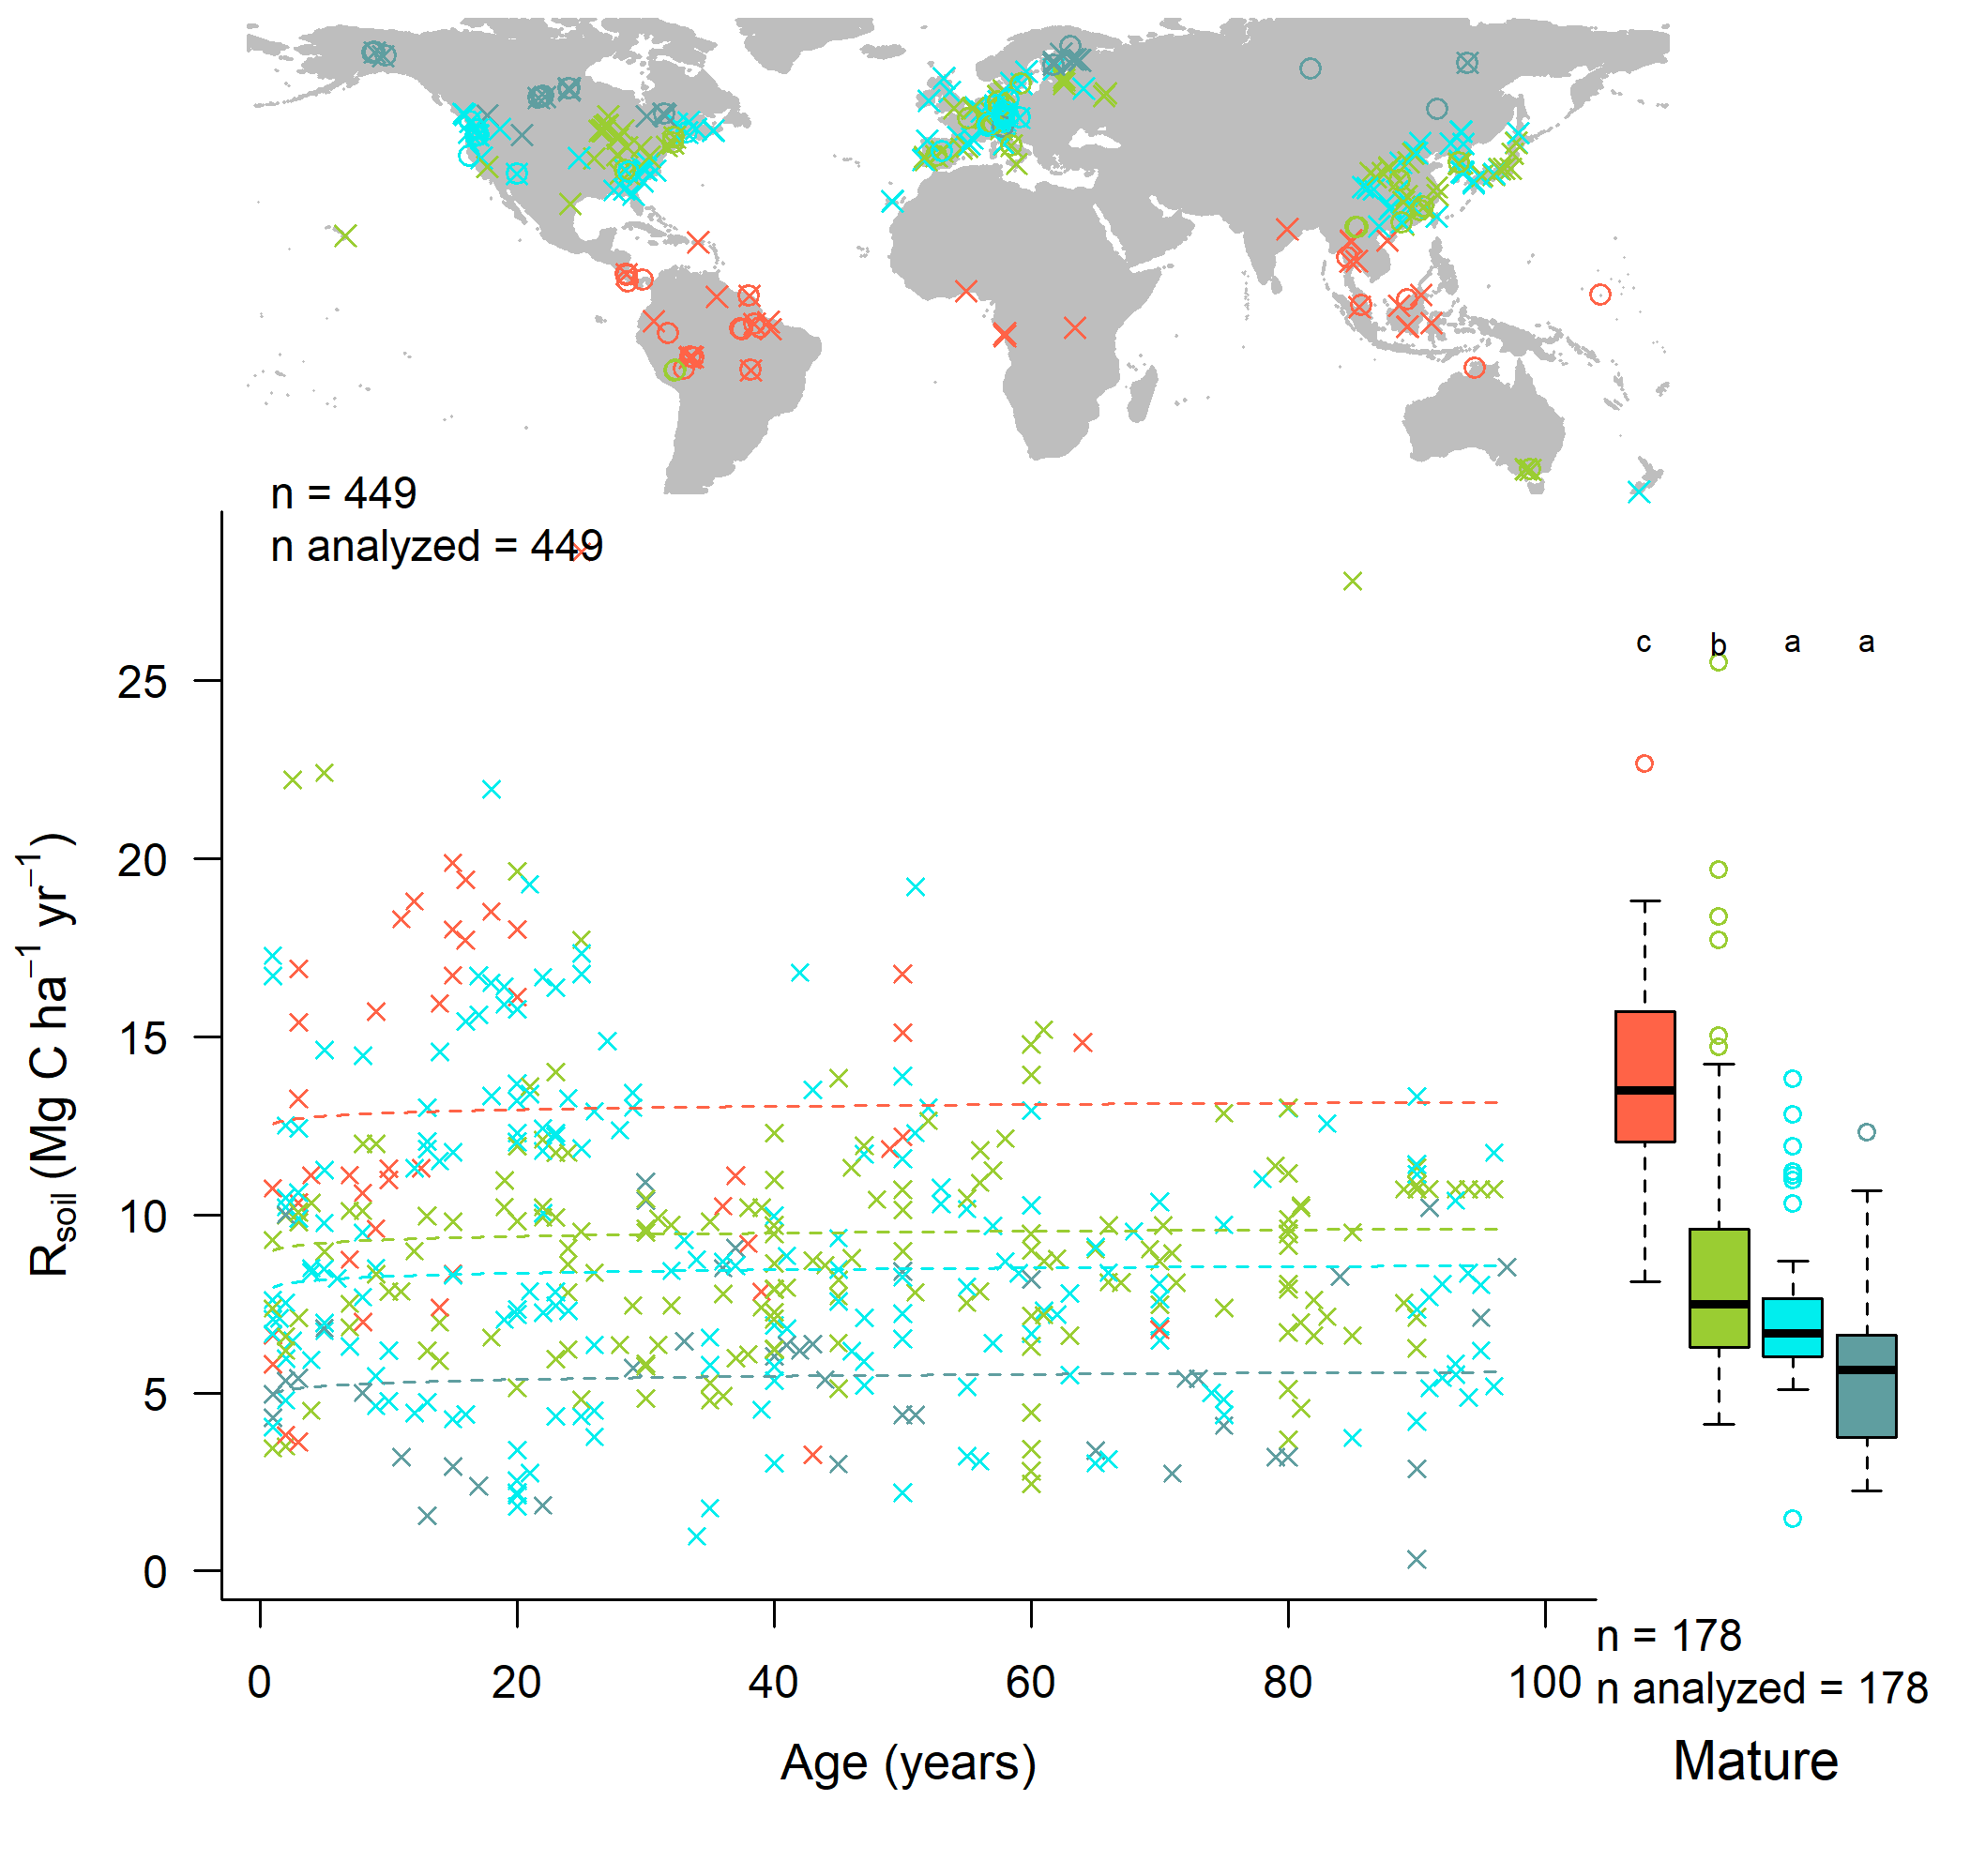 n = 449
n analyzed = 449
c b a a
25
20
15
10
5
0
R_soil (Mg C ha⁻¹ yr⁻¹)
0 20 40 60 80 100
Age (years)
n = 178
n analyzed = 178
Mature